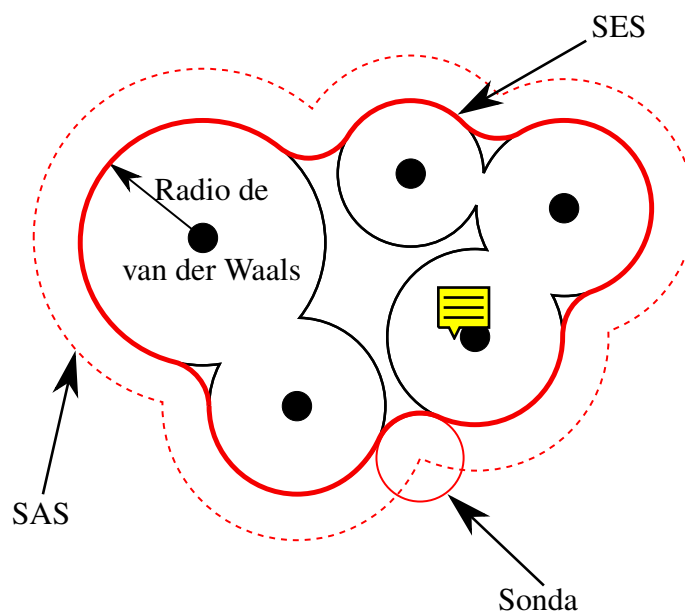 SES
Radio de
van der Waals
SAS
Sonda